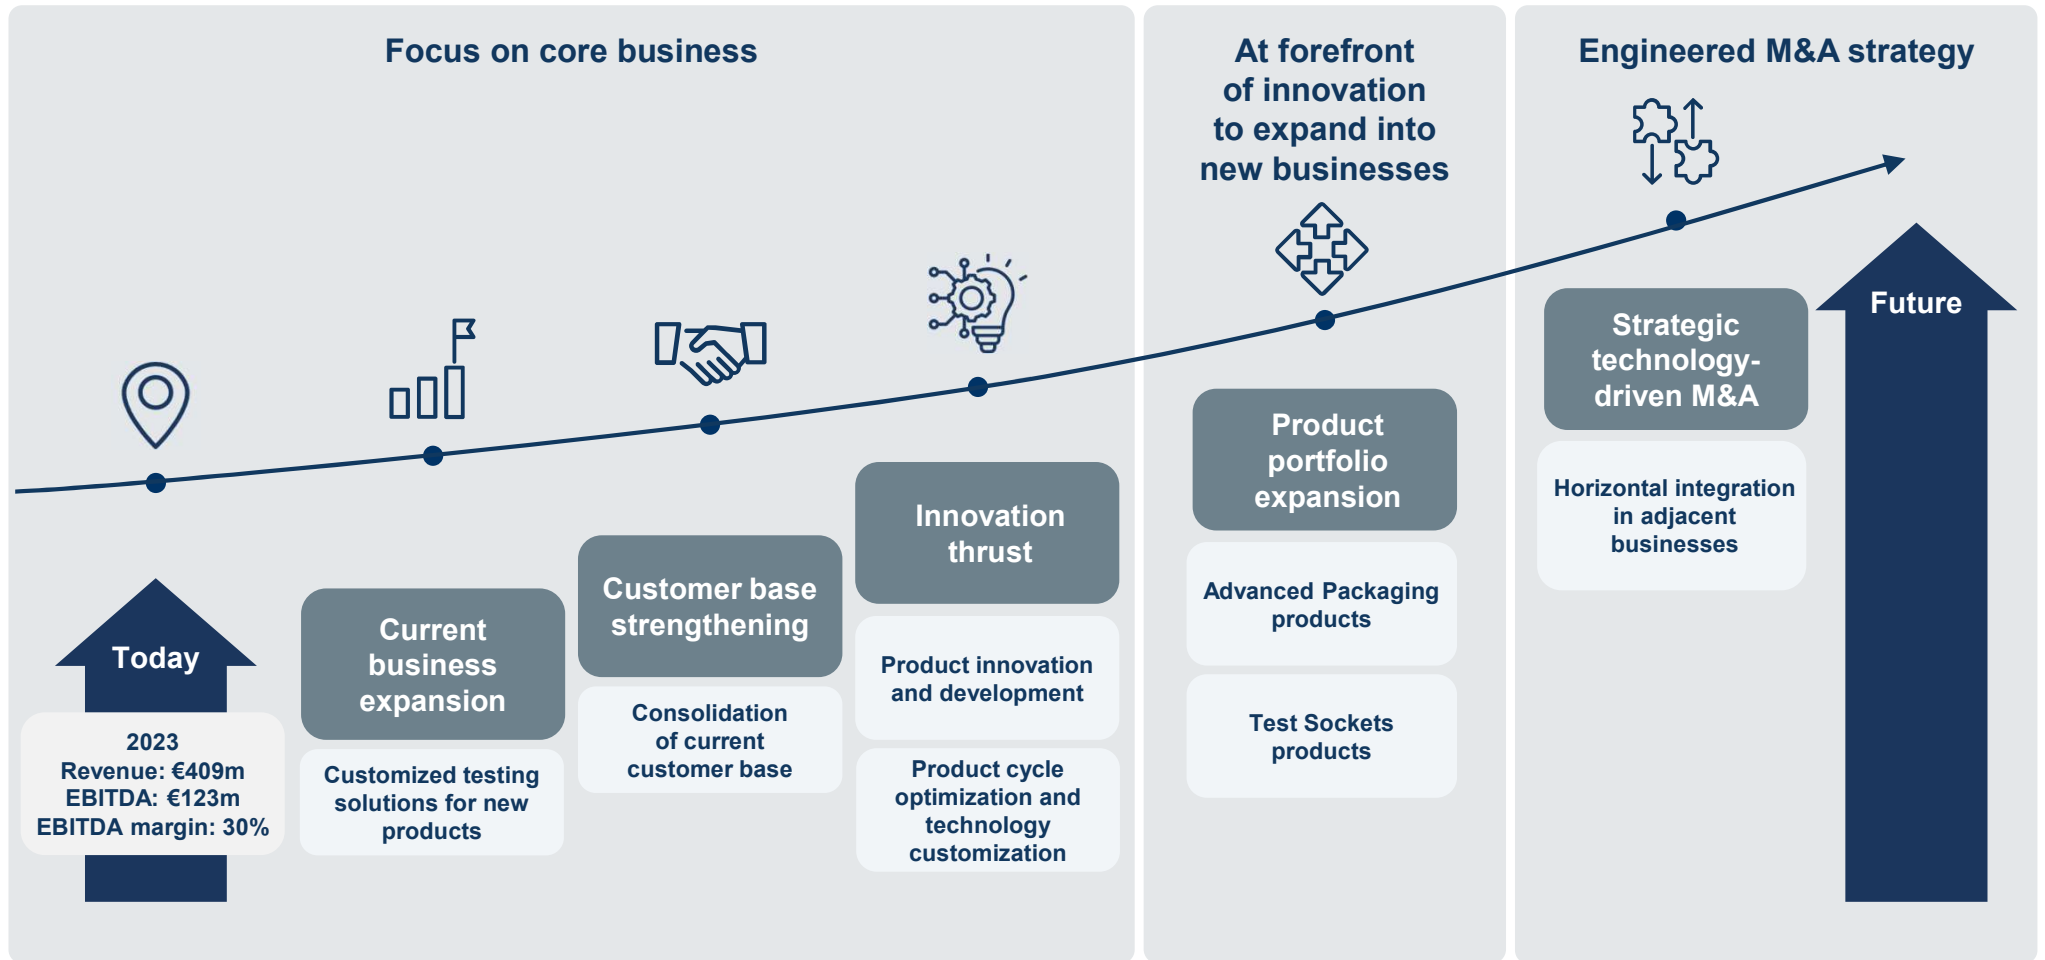 Focus on core business
Today
2023
Revenue: €409m
EBITDA: €123m
EBITDA margin: 30%
Current
business
expansion
Customized testing
solutions for new
products
Customer base
strengthening
Consolidation
of current
customer base
Innovation
thrust
Product innovation
and development
Product cycle
optimization and
technology
customization
At forefront
of innovation
to expand into
new businesses
Product
portfolio
expansion
Advanced Packaging
products
Test Sockets
products
Engineered M&A strategy
Strategic
technology-
driven M&A
Horizontal integration
in adjacent
businesses
Future